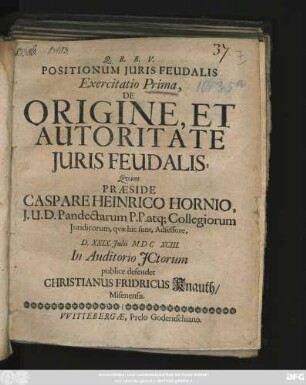 37
Q. R. B. V.
POSITIONUM JURIS FEUDALIS
Exercitatio Prima,
DE
ORIGINE, ET
AUTORITATE
JURIS FEUDALIS,
Quam
PRÆSIDE
CASPARE HEINRICO HORNIO,
J. U. D. Pandectarum P. P. atq; Collegiorum
Juridicorum, quæ hic sunt, Adsessore,
D. XXIX. Julii M D C XCIII.
In Auditorio JCtorum
publice defendet
CHRISTIANUS FRIDRICUS Knauth/
Misenensis.
VVITTEBERGÆ, Prelo Goderitschiano.